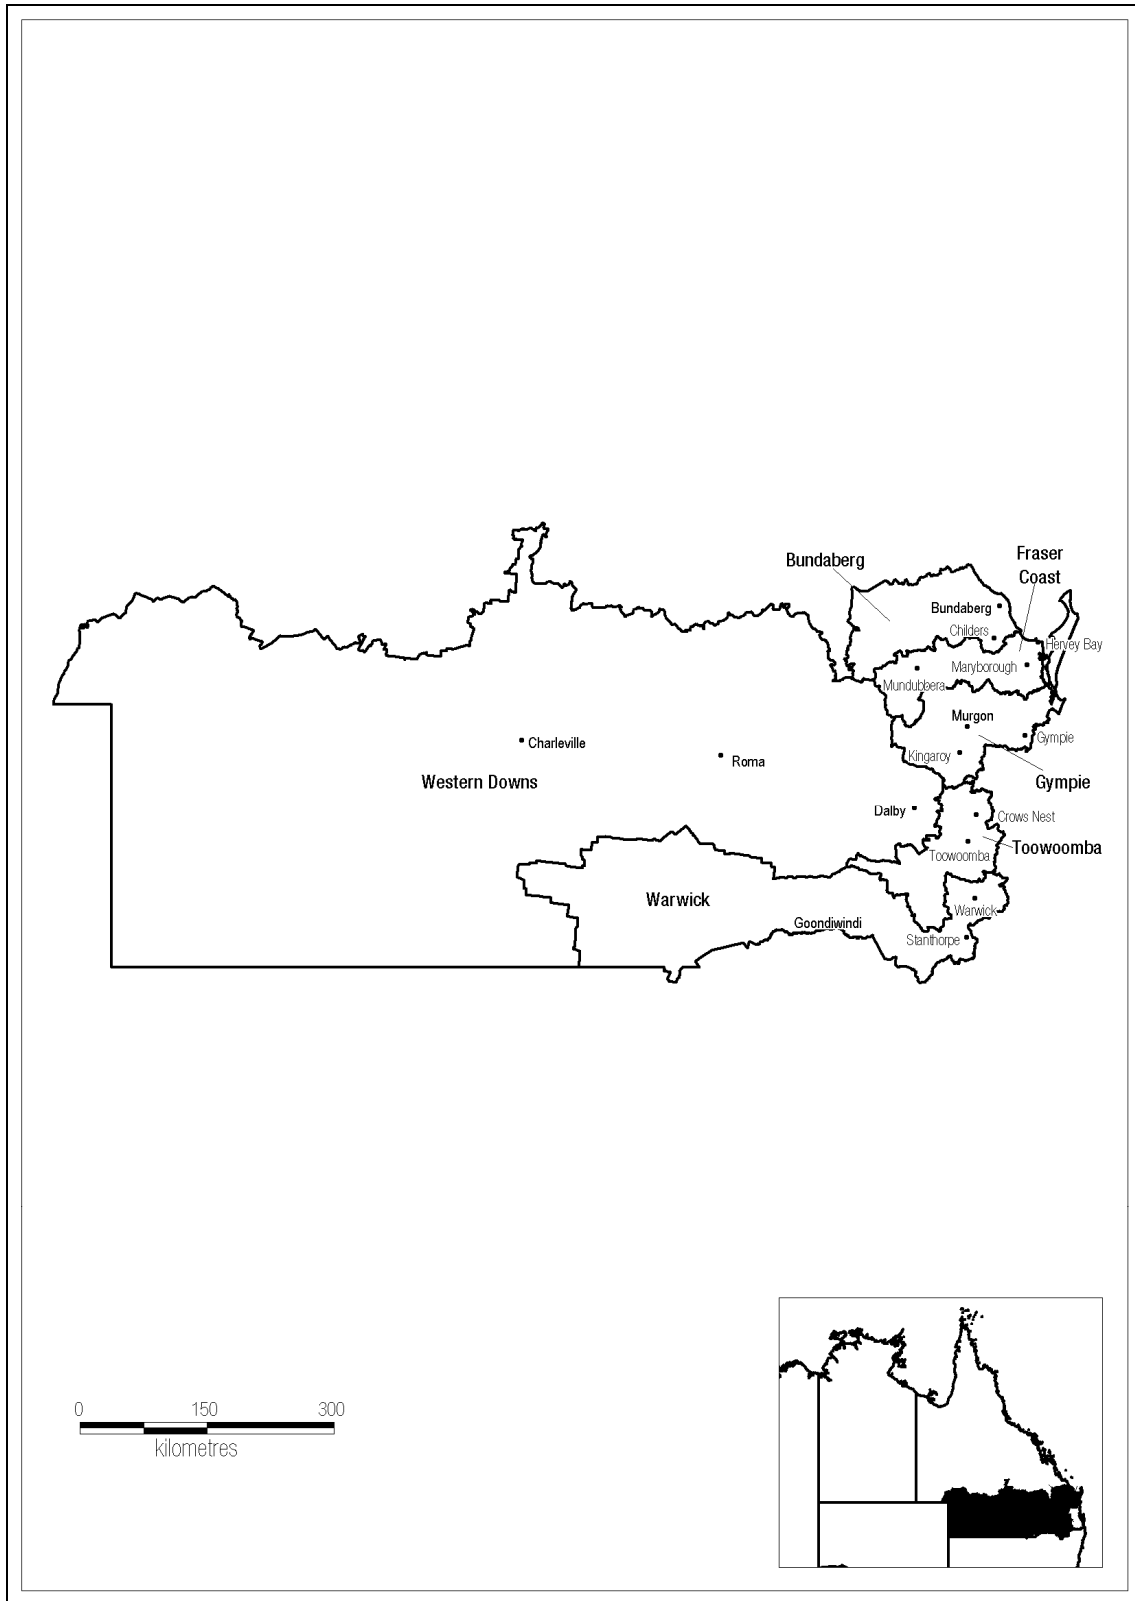 Fraser
Coast
Bundaberg
Bundaberg
Childers
Hervey Bay
Maryborough
Mundubbera
Murgon
Gympie
Charleville
Roma
Kingaroy
Western Downs
Gympie
Dalby
Crows Nest
Toowoomba
Toowoomba
Warwick
Warwick
Goondiwindi
Stanthorpe
0 150 300
kilometres